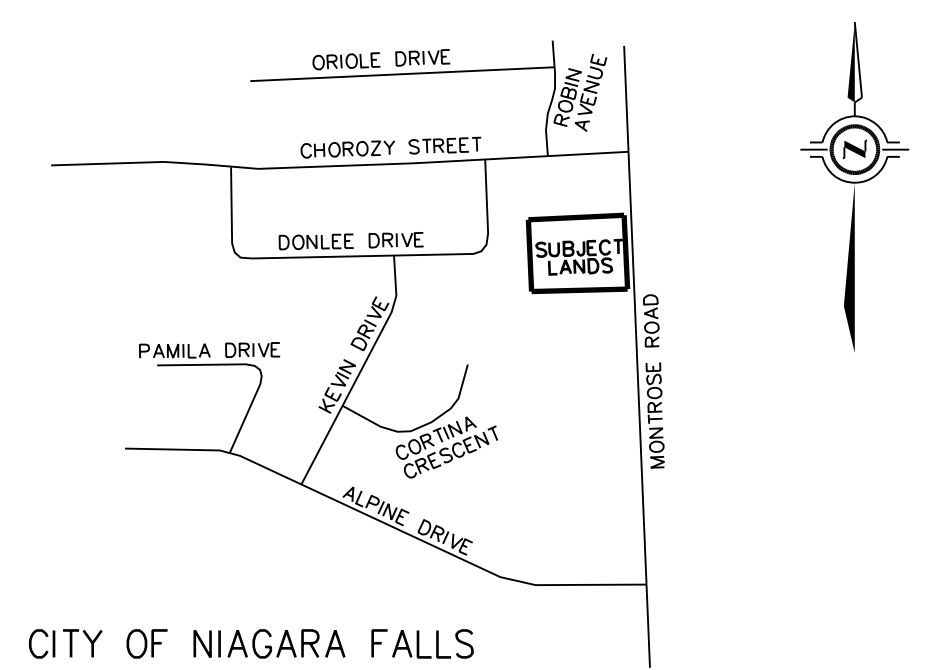 ORIOLE DRIVE
ROBIN
AVENUE
CHOROZY STREET
DONLEE DRIVE
SUBJECT
LANDS
MONTROSE ROAD
KEVIN DRIVE
PAMILA DRIVE
CORTINA
CRESCENT
ALPINE DRIVE
CITY OF NIAGARA FALLS
N